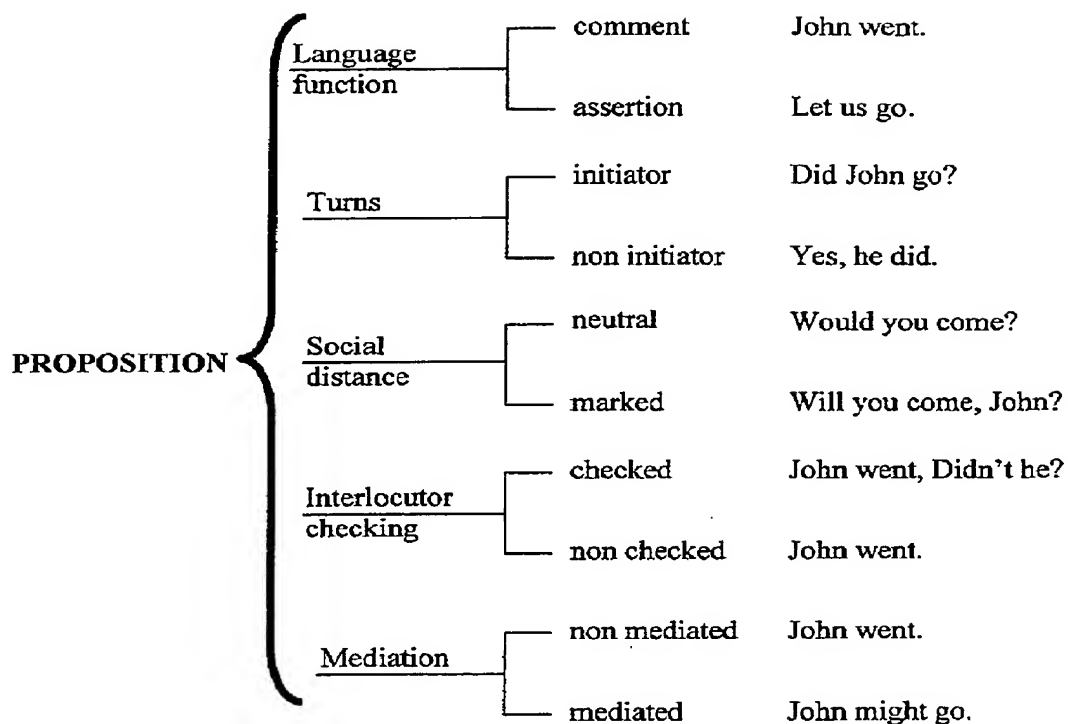 comment John went.
Language
function
assertion Let us go.
initiator Did John go?
Turns
non initiator Yes, he did.
neutral Would you come?
Social
distance
PROPOSITION
marked Will you come, John?
checked John went, Didn't he?
Interlocutor
checking
non checked John went.
non mediated John went.
Mediation
mediated John might go.